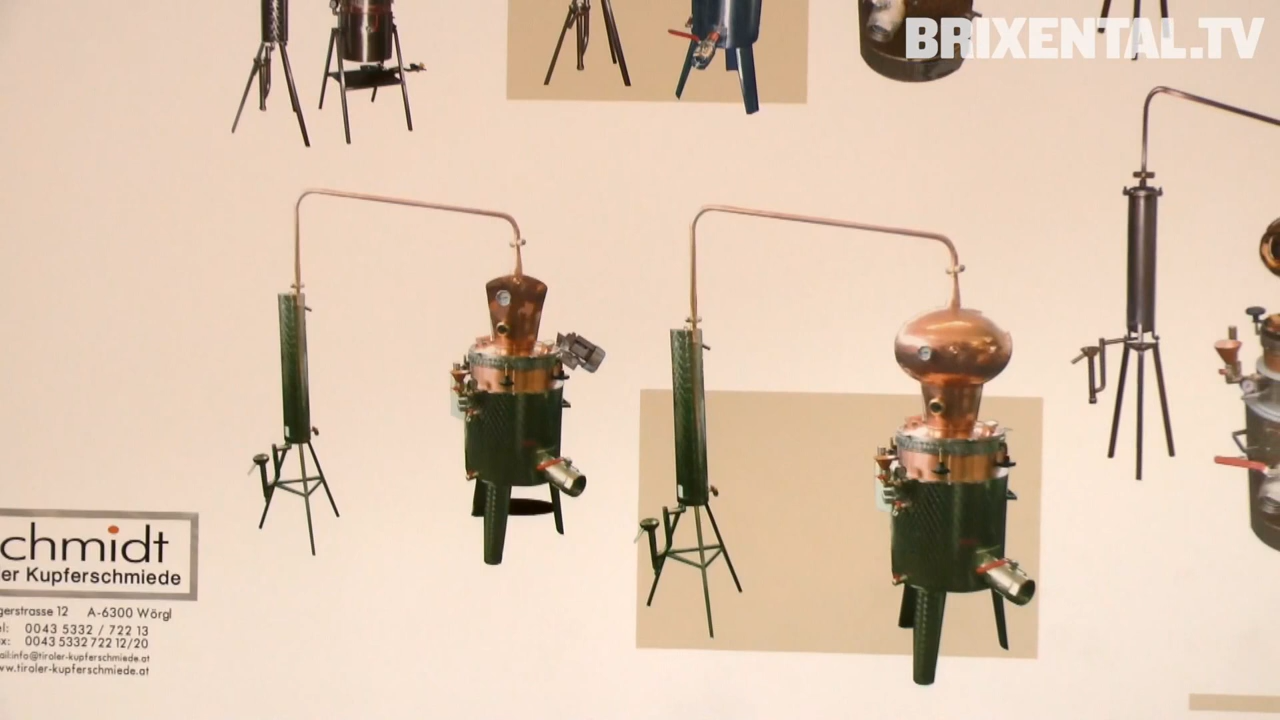 BRIXENTAL.TV
chmidt
er Kupferschmiede
gerstrasse 12 A-6300 Wörgl
el: 0043 5332 / 722 13
x: 0043 5332 722 12/20
ail:info@tiroler-kupferschmiede.at
ww.tiroler-kupferschmiede.at